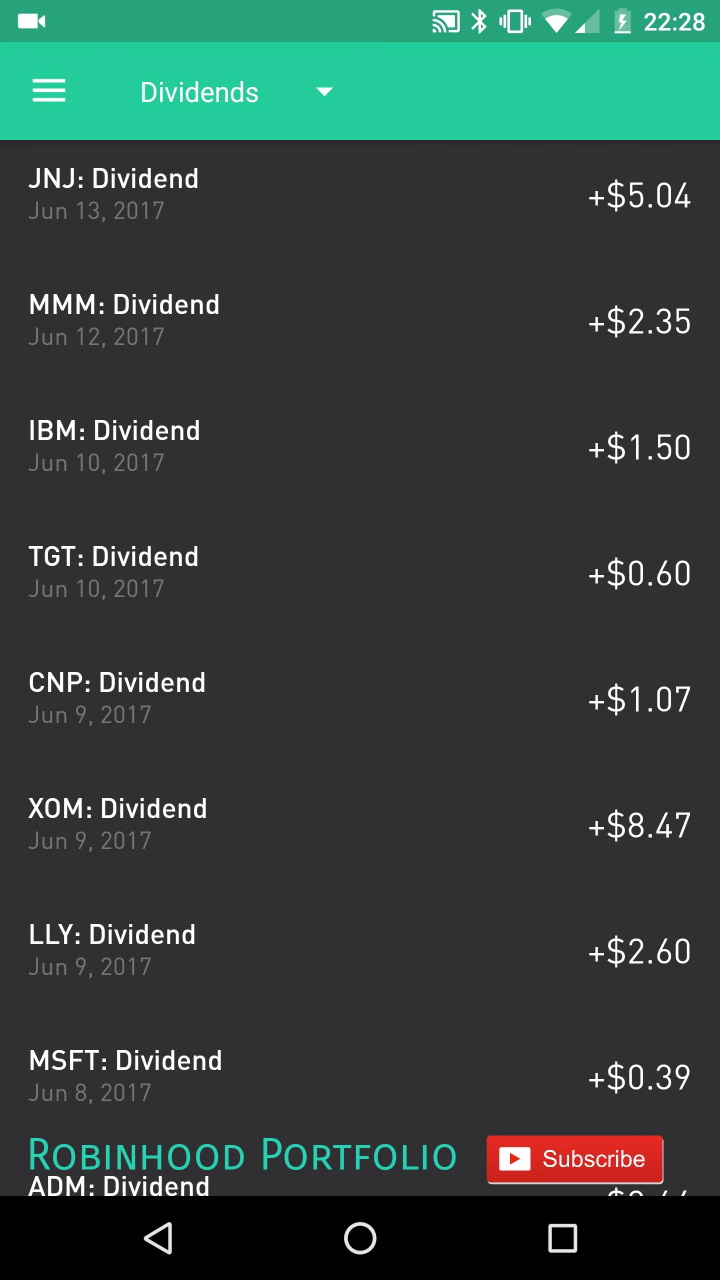 22:28
Dividends
JNJ: Dividend
Jun 13, 2017
+$5.04
MMM: Dividend
Jun 12, 2017
+$2.35
IBM: Dividend
Jun 10, 2017
+$1.50
TGT: Dividend
Jun 10, 2017
+$0.60
CNP: Dividend
Jun 9, 2017
+$1.07
XOM: Dividend
Jun 9, 2017
+$8.47
LLY: Dividend
Jun 9, 2017
+$2.60
MSFT: Dividend
Jun 8, 2017
+$0.39
ROBINHOOD PORTFOLIO
Subscribe
ADM: Dividend